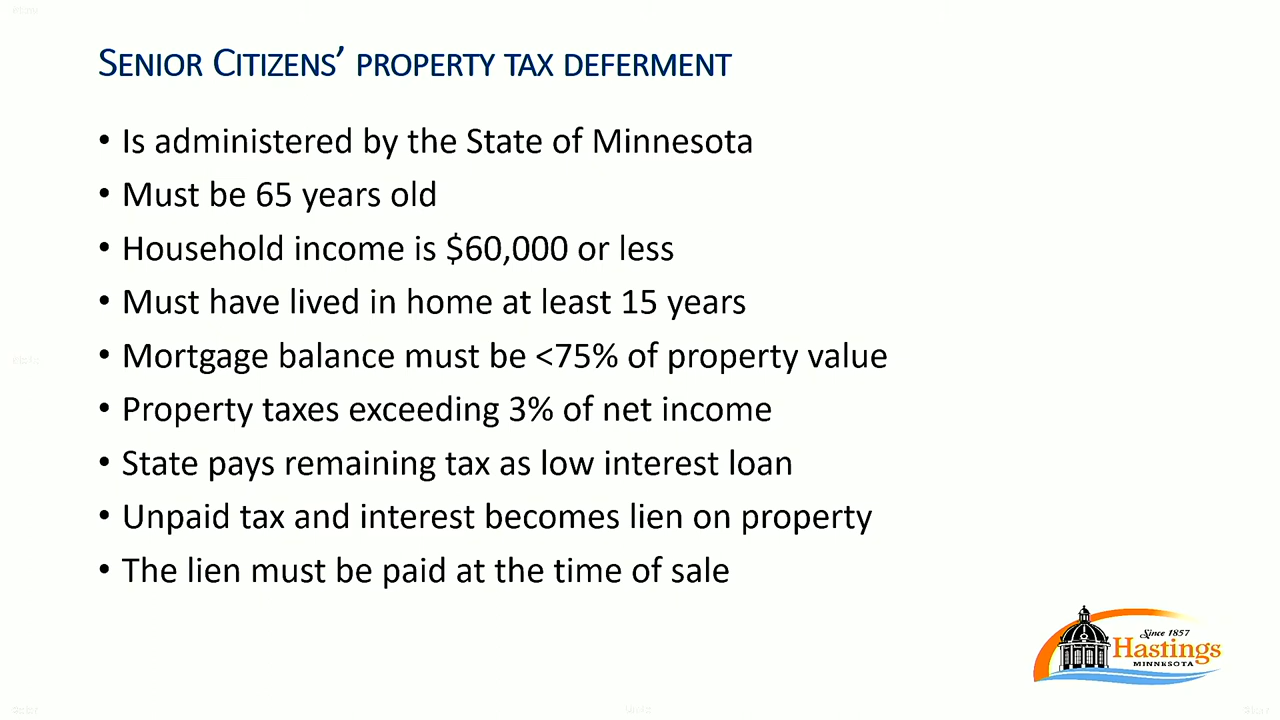 SENIOR CITIZENS’ PROPERTY TAX DEFERMENT
• Is administered by the State of Minnesota
• Must be 65 years old
• Household income is $60,000 or less
• Must have lived in home at least 15 years
• Mortgage balance must be <75% of property value
• Property taxes exceeding 3% of net income
• State pays remaining tax as low interest loan
• Unpaid tax and interest becomes lien on property
• The lien must be paid at the time of sale
Since 1857
Hastings
MINNESOTA